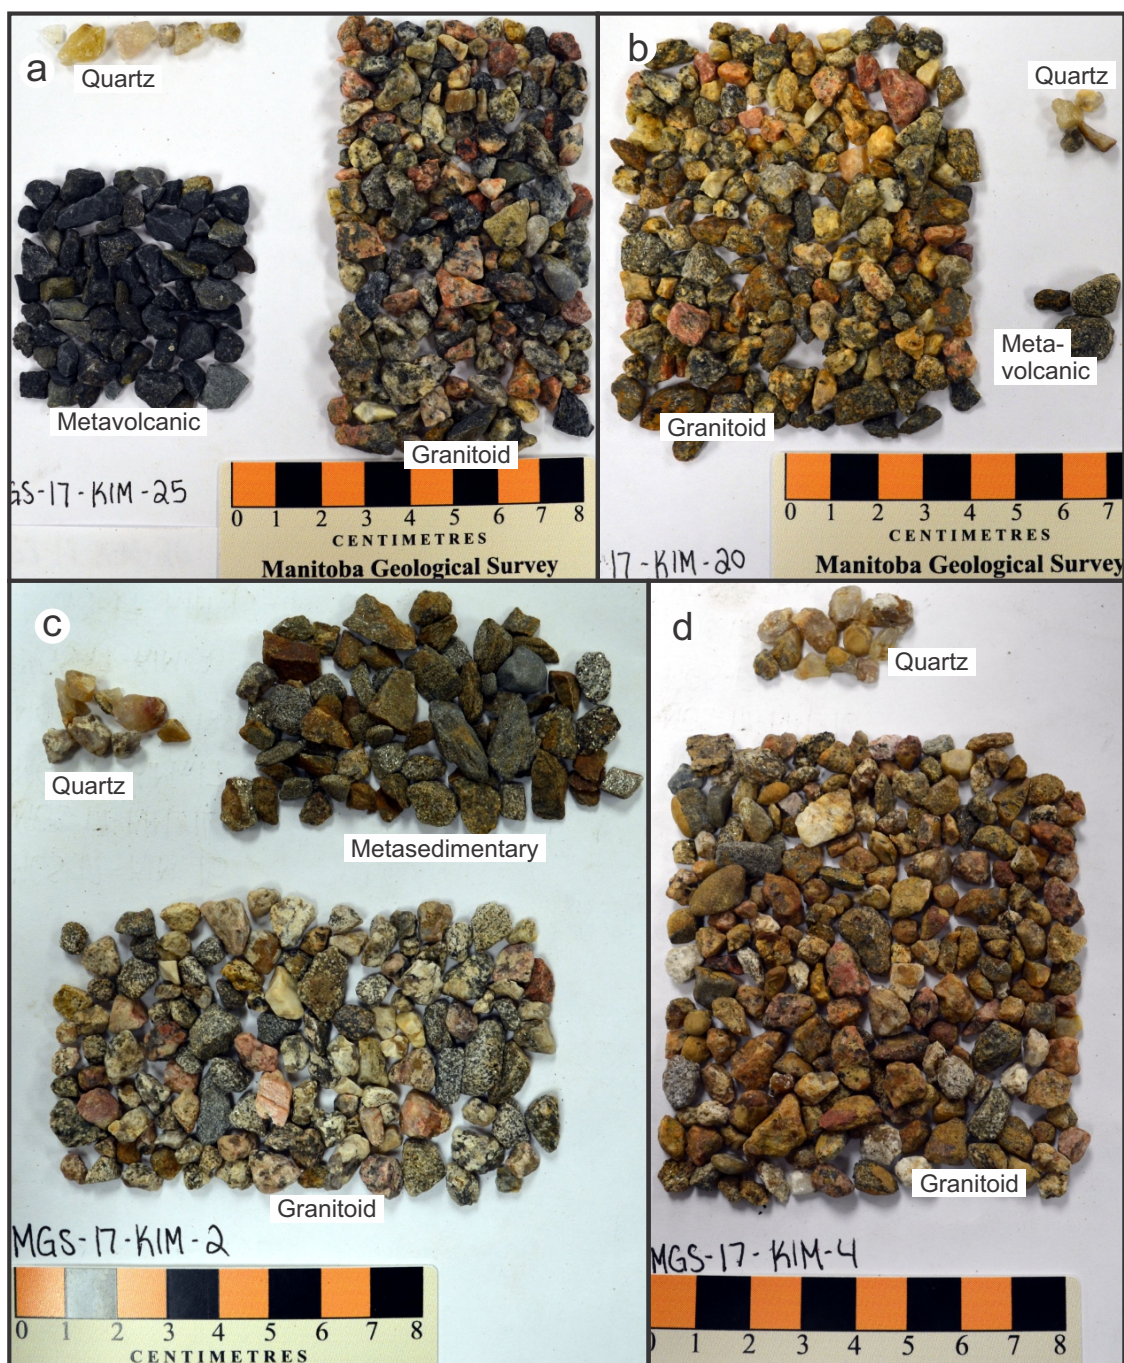 a
Quartz
Metavolcanic
Granitoid
GS-17-KIM-25
0 1 2 3 4 5 6 7 8
CENTIMETRES
Manitoba Geological Survey
b
Quartz
Meta-
volcanic
Granitoid
17-KIM-20
0 1 2 3 4 5 6 7
CENTIMETRES
Manitoba Geological Survey
c
Quartz
Metasedimentary
Granitoid
MGS-17-KIM-2
0 1 2 3 4 5 6 7 8
CENTIMETRES
d
Quartz
Granitoid
MGS-17-KIM-4
0 1 2 3 4 5 6 7 8